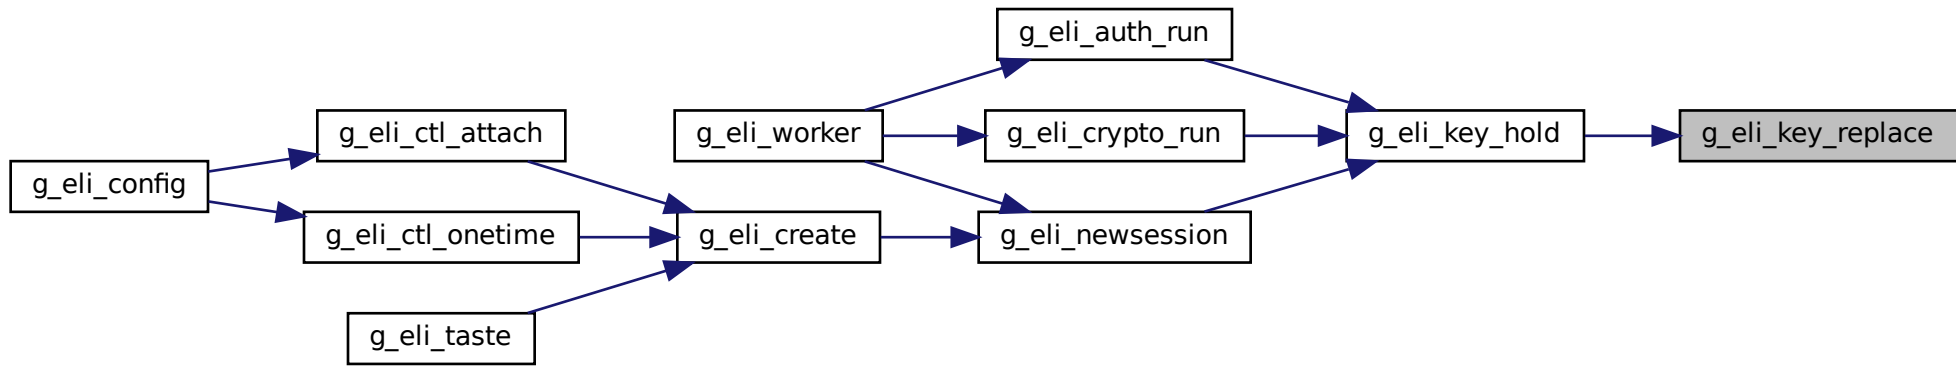 g_eli_auth_run
g_eli_ctl_attach
g_eli_worker
g_eli_crypto_run
g_eli_key_hold
g_eli_key_replace
g_eli_config
g_eli_ctl_onetime
g_eli_create
g_eli_newsession
g_eli_taste